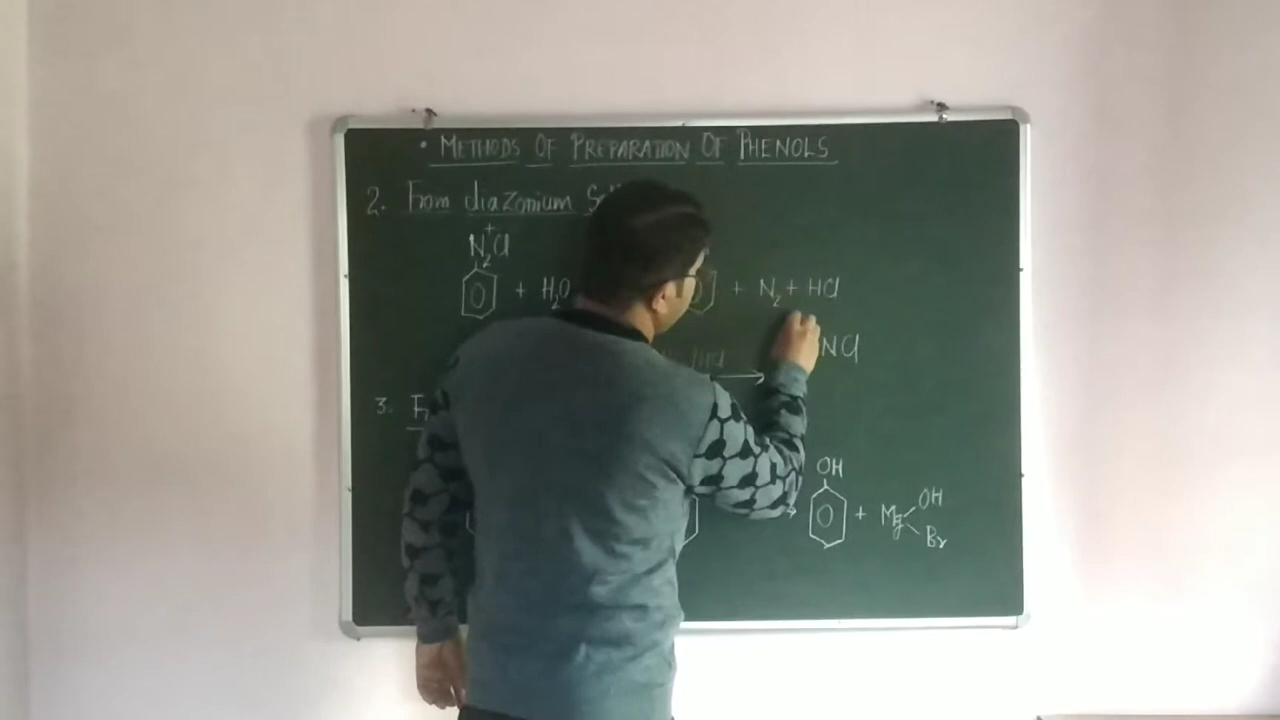 • METHODS OF PREPARATION OF PHENOLS
2. From diazonium
N₂⁺Cl
+ H₂O + N₂ + HCl
NCl
3.
OH
+ Mg OH
Br